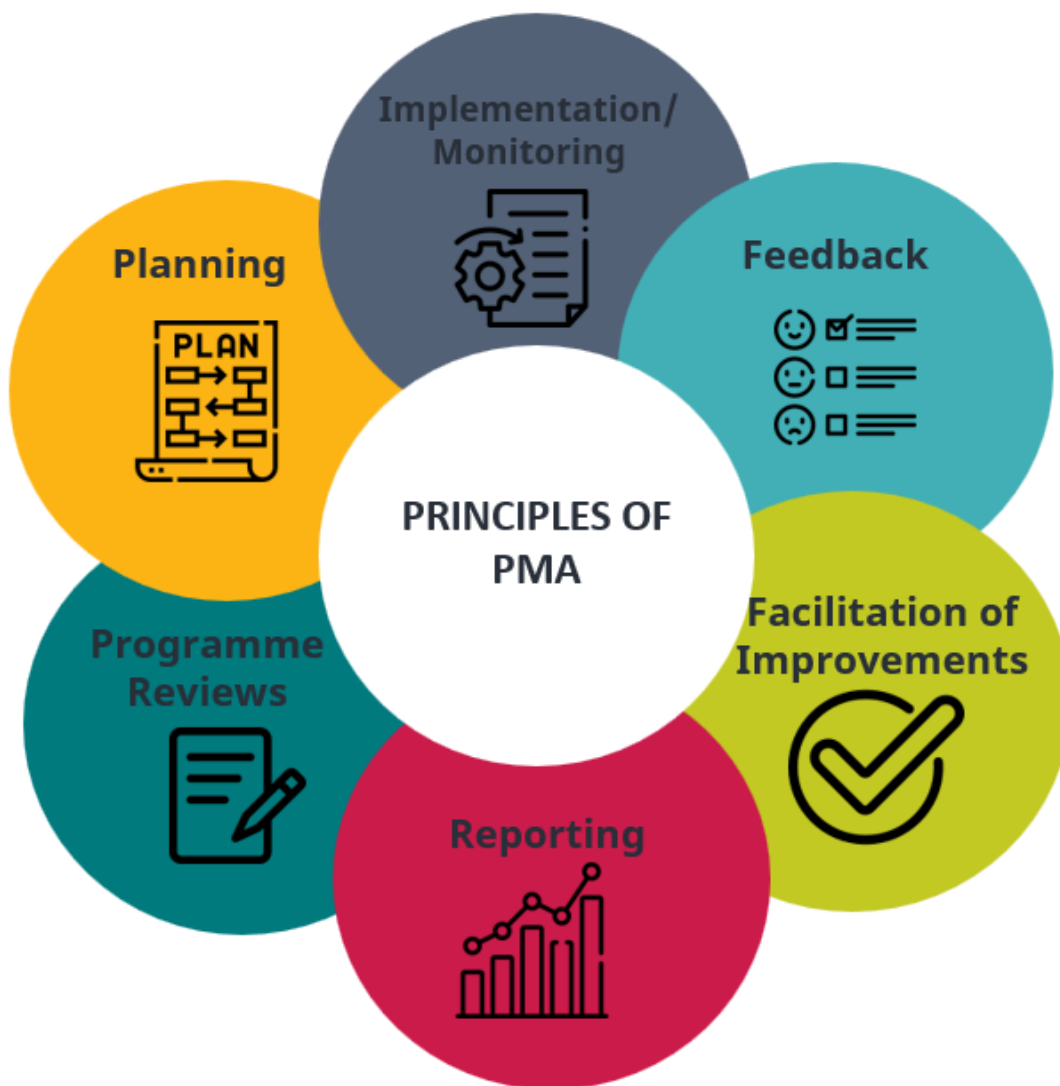 Implementation/
Monitoring
Feedback
Planning
PLAN
PRINCIPLES OF
PMA
Facilitation of
Improvements
Programme
Reviews
Reporting